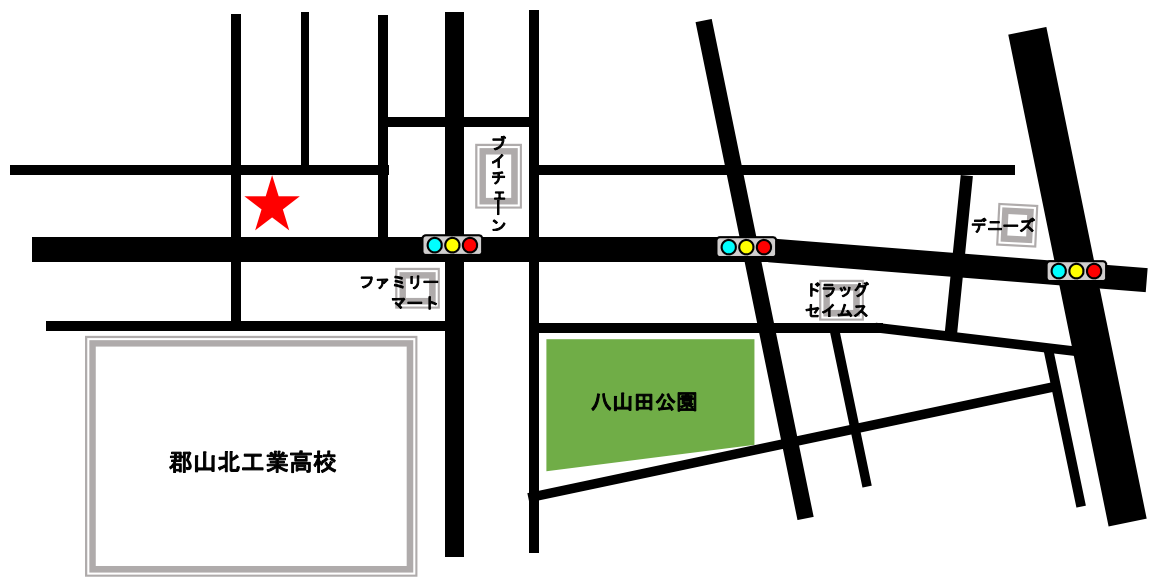 ブイチェーン
デニーズ
ファミリー
マート
ドラッグ
セイムス
八山田公園
郡山北工業高校